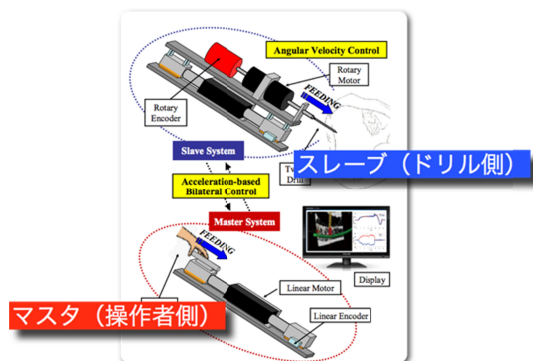 Angular Velocity Control
Rotary
Motor
FEEDING
Rotary
Encoder
Slave System
スレーブ（ドリル側）
Acceleration-based
Bilateral Control
Master System
FEEDING
Display
Linear Motor
マスタ（操作者側）
Linear Encoder